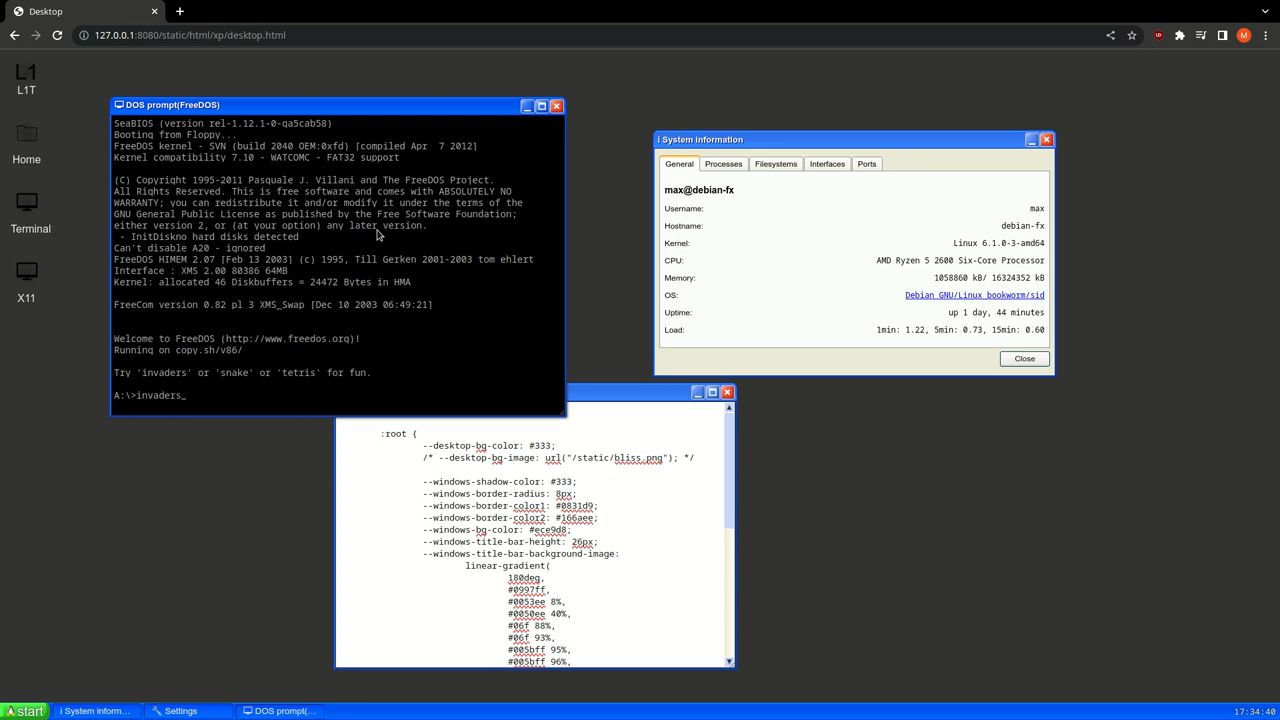 Desktop
127.0.0.1:8080/static/html/xp/desktop.html
M
L1
L1T
Home
Terminal
X11
DOS prompt(FreeDOS)
SeaBIOS (version rel-1.12.1-0-ga5cab58)
Booting from Floppy...
FreeDOS kernel - SVN (build 2040 OEM:0xfd) [compiled Apr  7 2012]
Kernel compatibility 7.10 - WATCOMC - FAT32 support
(C) Copyright 1995-2011 Pasquale J. Villani and The FreeDOS Project.
All Rights Reserved. This is free software and comes with ABSOLUTELY NO
WARRANTY; you can redistribute it and/or modify it under the terms of the
GNU General Public License as published by the Free Software Foundation;
either version 2, or (at your option) any later version.
- InitDiskno hard disks detected
Can't disable A20 - ignored
FreeDOS HIMEM 2.07 [Feb 13 2003] (c) 1995, Till Gerken 2001-2003 tom ehlert
Interface : XMS 2.00 80386 64MB
Kernel: allocated 46 Diskbuffers = 24472 Bytes in HMA
FreeCom version 0.82 pl 3 XMS_Swap [Dec 10 2003 06:49:21]
Welcome to FreeDOS (http://www.freedos.org)!
Running on copy.sh/v86/
Try 'invaders' or 'snake' or 'tetris' for fun.
A:\>invaders_
i System information
General Processes Filesystems Interfaces Ports
max@debian-fx
Username: max
Hostname: debian-fx
Kernel: Linux 6.1.0-3-amd64
CPU: AMD Ryzen 5 2600 Six-Core Processor
Memory: 1058860 kB/ 16324352 kB
OS: Debian GNU/Linux bookworm/sid
Uptime: up 1 day, 44 minutes
Load: 1min: 1.22, 5min: 0.73, 15min: 0.60
Close
:root {
--desktop-bg-color: #333;
/* --desktop-bg-image: url("/static/bliss.png"); */
--windows-shadow-color: #333;
--windows-border-radius: 8px;
--windows-border-color1: #0831d9;
--windows-border-color2: #166aee;
--windows-bg-color: #ece9d8;
--windows-title-bar-height: 26px;
--windows-title-bar-background-image:
linear-gradient(
180deg,
#0997ff,
#0053ee 8%,
#0050ee 40%,
#06f 88%,
#06f 93%,
#005bff 95%,
#005bff 96%,
start
i System inform...
Settings
DOS prompt(...
17:34:40